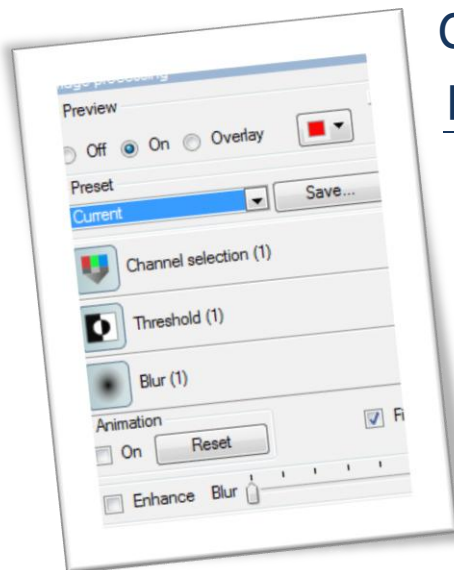 Preview
Off On Overlay
Preset
Current Save...
Channel selection (1)
Threshold (1)
Blur (1)
Animation
On Reset
Enhance Blur